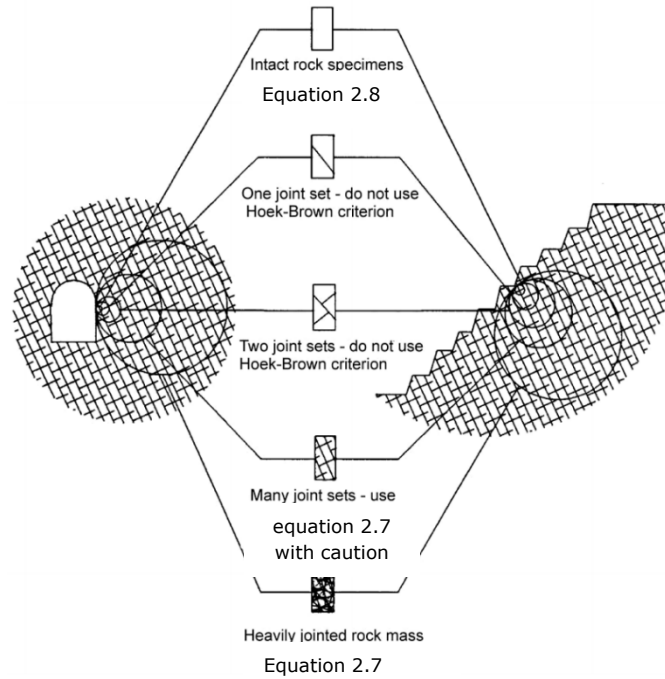 Intact rock specimens
Equation 2.8
One joint set - do not use
Hoek-Brown criterion
Two joint sets - do not use
Hoek-Brown criterion
Many joint sets - use
equation 2.7
with caution
Heavily jointed rock mass
Equation 2.7